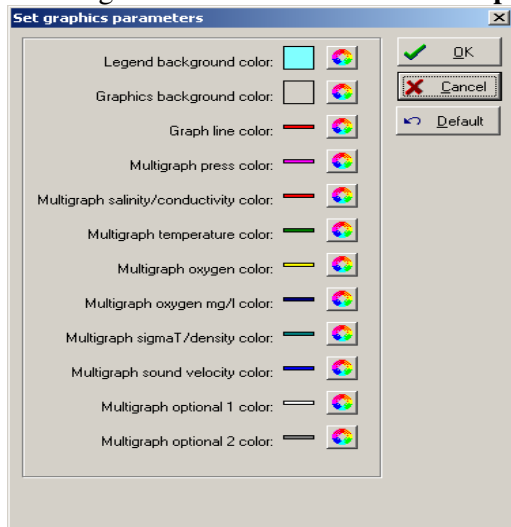 Set graphics parameters
Legend background color:
Graphics background color:
Graph line color:
Multigraph press color:
Multigraph salinity/conductivity color:
Multigraph temperature color:
Multigraph oxygen color:
Multigraph oxygen mg/l color:
Multigraph sigmaT/density color:
Multigraph sound velocity color:
Multigraph optional 1 color:
Multigraph optional 2 color:
OK
Cancel
Default